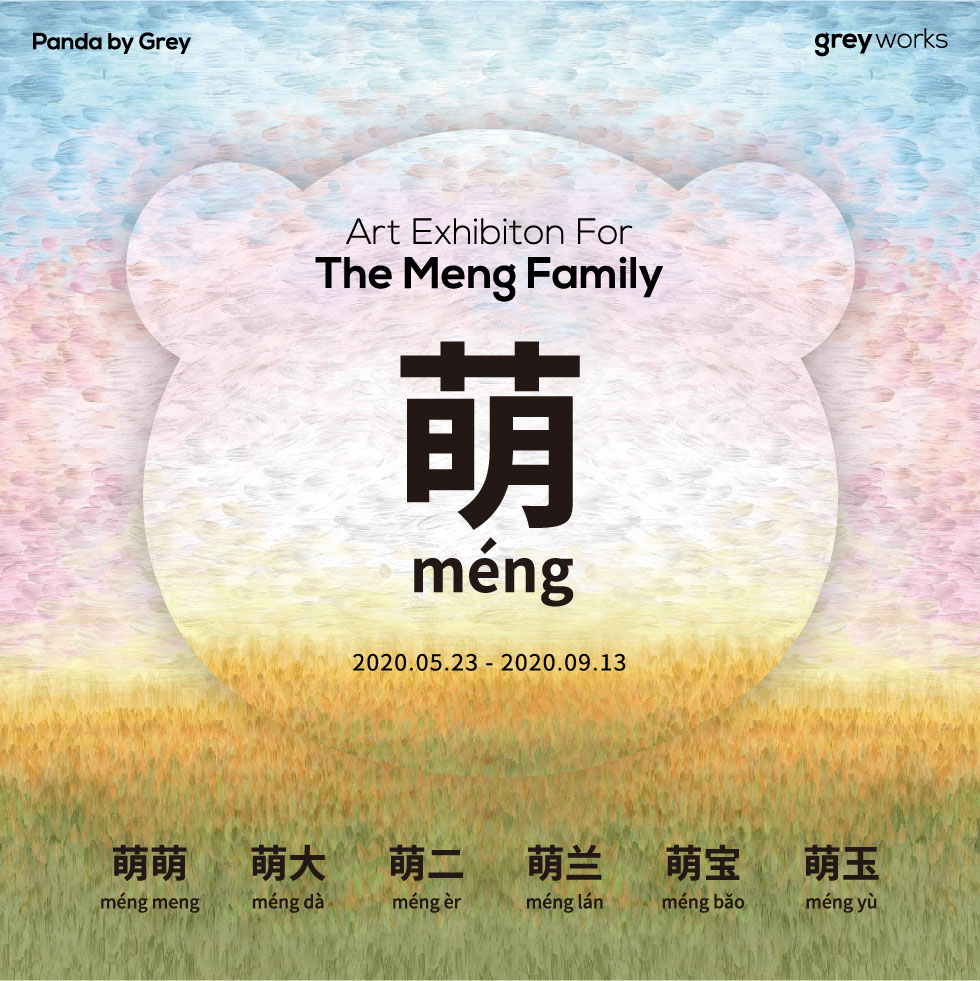 Panda by Grey
greyworks
Art Exhibiton For
The Meng Family
萌
méng
2020.05.23 - 2020.09.13
萌萌 萌大 萌二 萌兰 萌宝 萌玉
méng meng méng dà méng èr méng lán méng bǎo méng yù